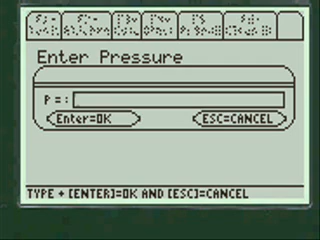 Enter Pressure
P = :
Enter=OK ESC=CANCEL
TYPE + [ENTER]=OK AND [ESC]=CANCEL